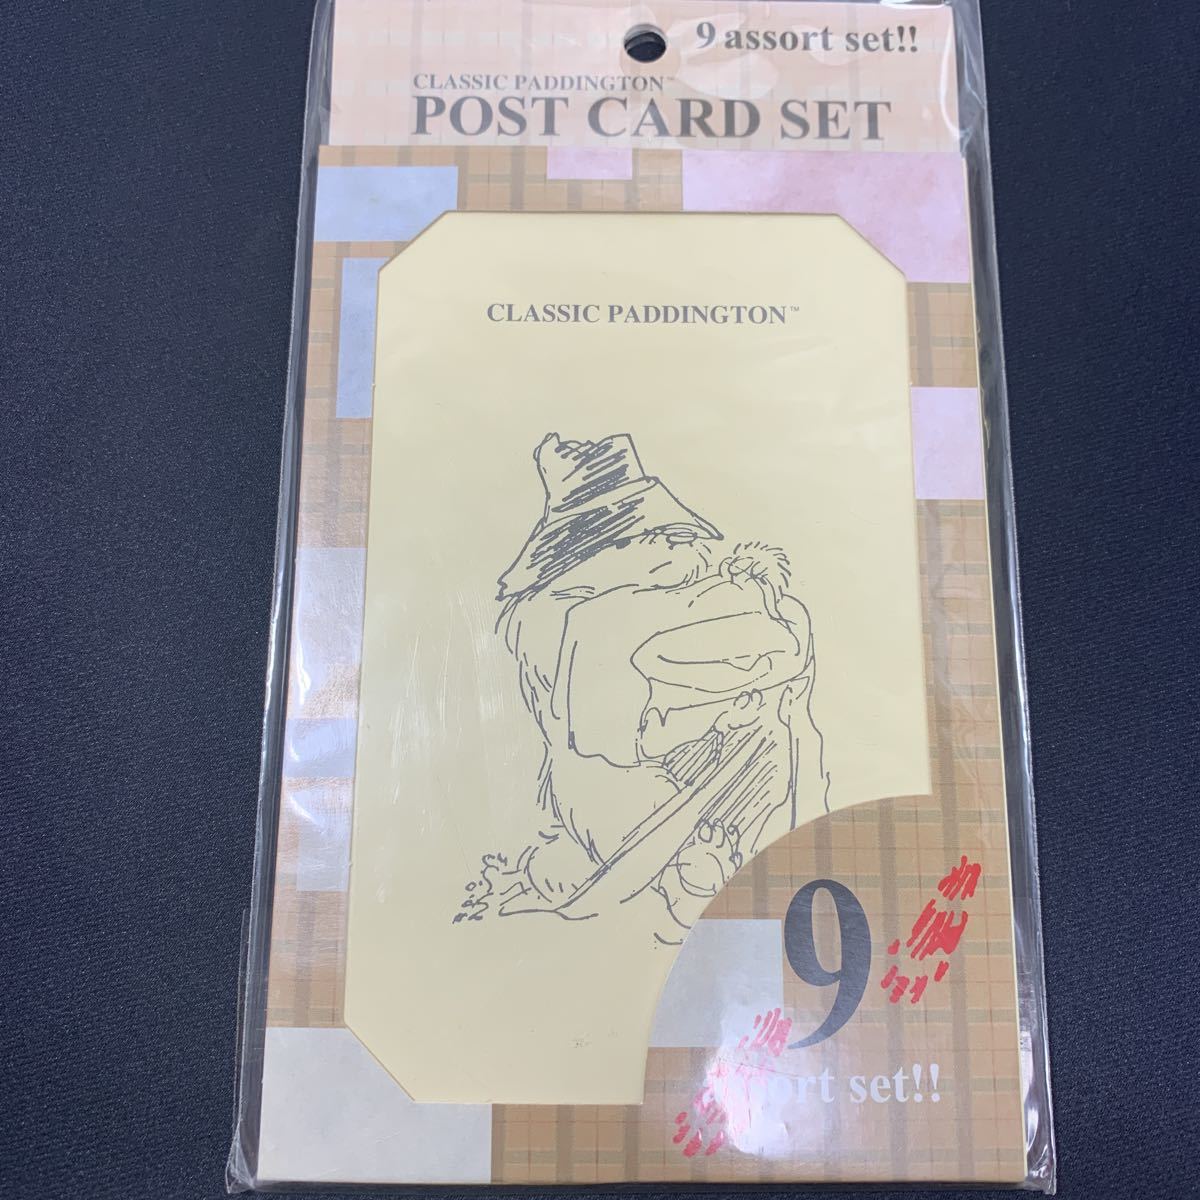 9 assort set!!
CLASSIC PADDINGTON™
POST CARD SET
CLASSIC PADDINGTON™
9
assort set!!